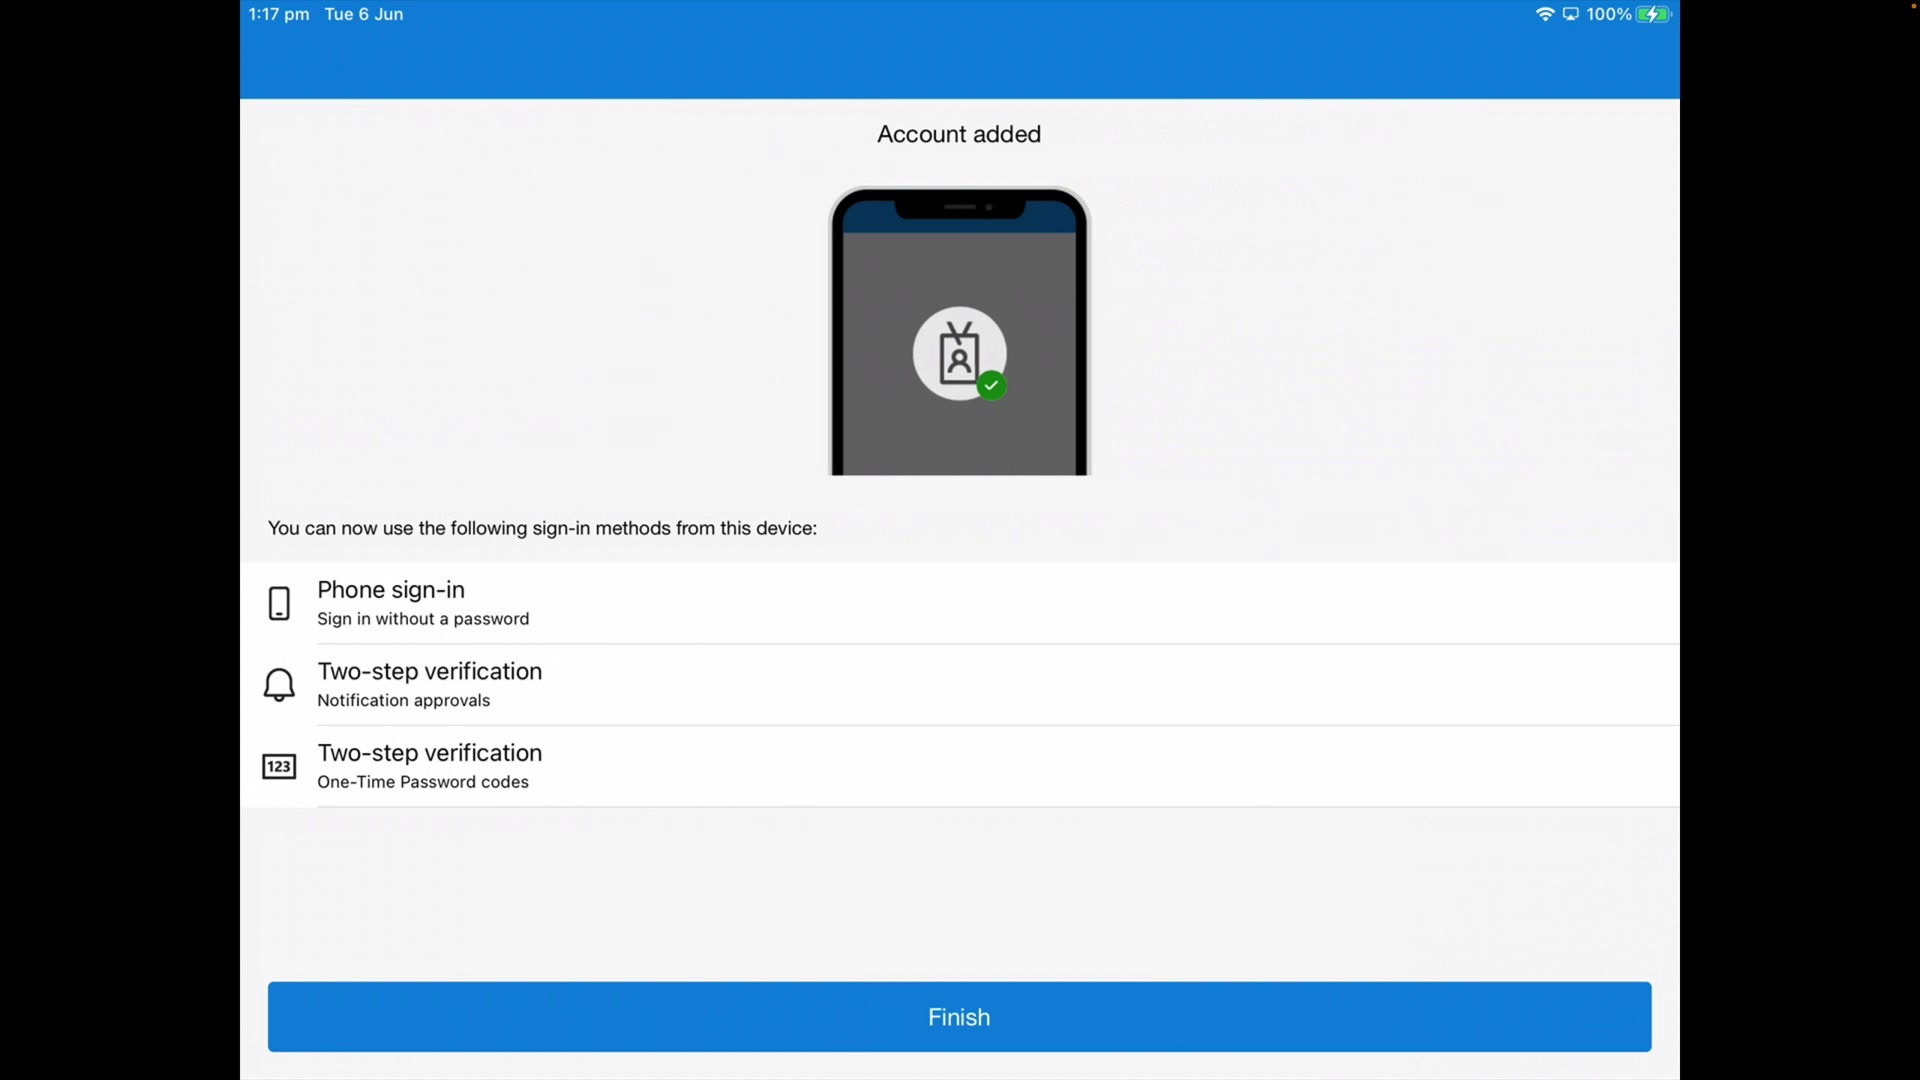 1:17 pm Tue 6 Jun 100%
Account added
You can now use the following sign-in methods from this device:
Phone sign-in
Sign in without a password
Two-step verification
Notification approvals
123
Two-step verification
One-Time Password codes
Finish